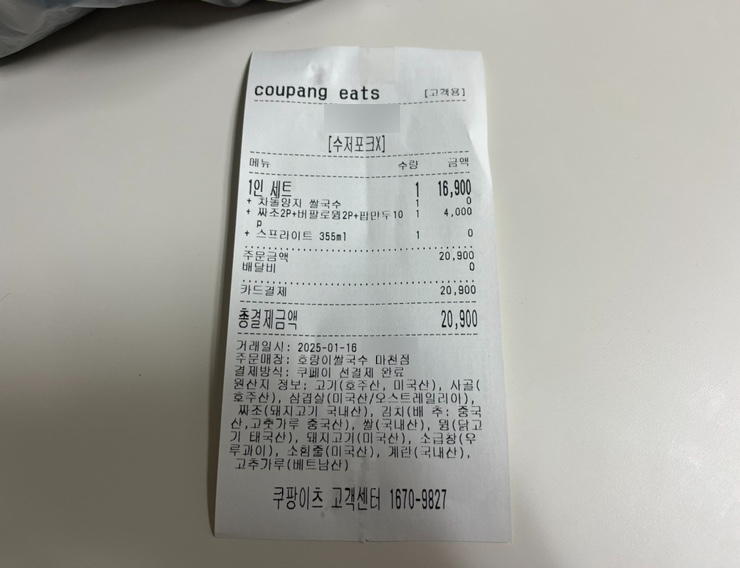 coupang eats [고객용]
[수저포크X]
메뉴 수량 금액
1인 세트 1 16,900
+ 차돌양지 쌀국수 1 0
+ 짜조2P+버팔로윙2P+팝만두10 1 4,000
p
+ 스프라이트 355ml 1 0
주문금액 20,900
배달비 0
카드결제 20,900
총결제금액 20,900
거래일시: 2025-01-16
주문매장: 호랑이쌀국수 마천점
결제방식: 쿠페이 선결제 완료
원산지 정보: 고기(호주산, 미국산), 사골(
호주산), 삼겹살(미국산/오스트레일리아),
짜조(돼지고기 국내산), 김치(배 추: 중국
산,고춧가루 중국산), 쌀(국내산), 윙(닭고
기 태국산), 돼지고기(미국산), 소곱창(우
루과이), 소힘줄(미국산), 계란(국내산),
고추가루(베트남산)
쿠팡이츠 고객센터 1670-9827